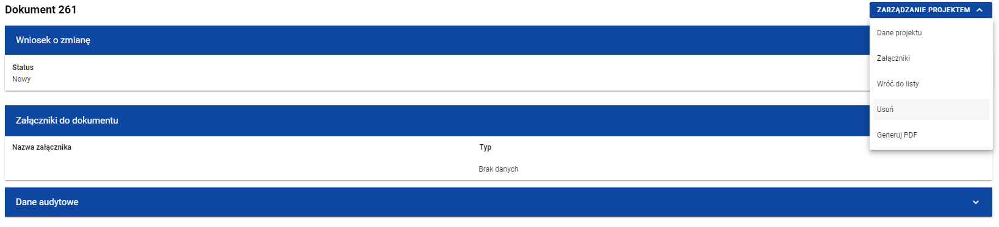 Dokument 261
ZARZĄDZANIE PROJEKTEM
Dane projektu
Załączniki
Wróć do listy
Usuń
Generuj PDF
Wniosek o zmianę
Status
Nowy
Załączniki do dokumentu
Nazwa załącznika Typ
Brak danych
Dane audytowe